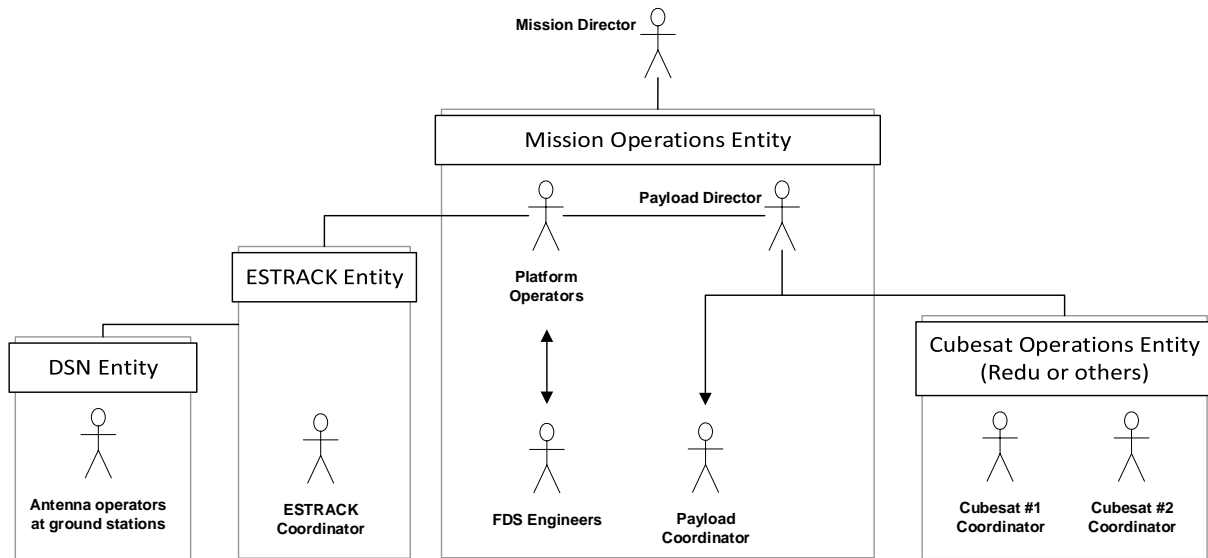 Mission Director
Mission Operations Entity
Payload Director
ESTRACK Entity
Platform
Operators
DSN Entity
Cubesat Operations Entity
(Redu or others)
Antenna operators
at ground stations
ESTRACK
Coordinator
FDS Engineers
Payload
Coordinator
Cubesat #1
Coordinator
Cubesat #2
Coordinator